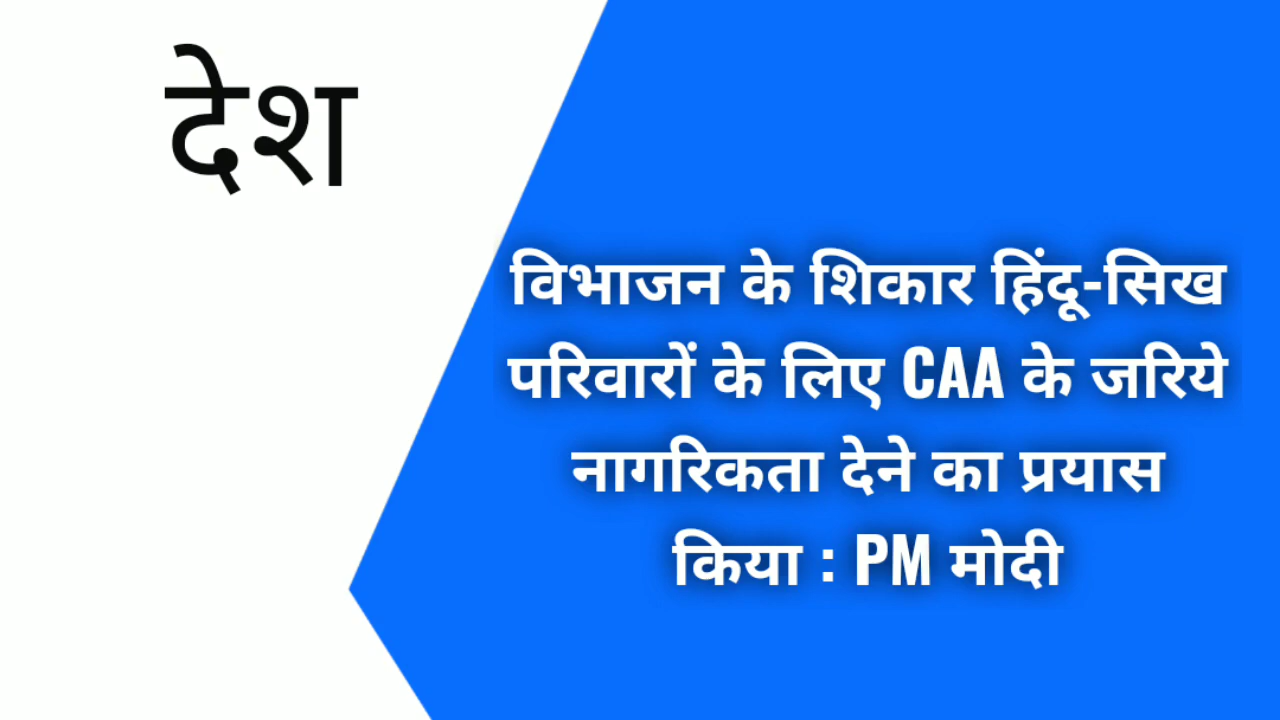 देश
विभाजन के शिकार हिंदू-सिख
परिवारों के लिए CAA के जरिये
नागरिकता देने का प्रयास
किया : PM मोदी